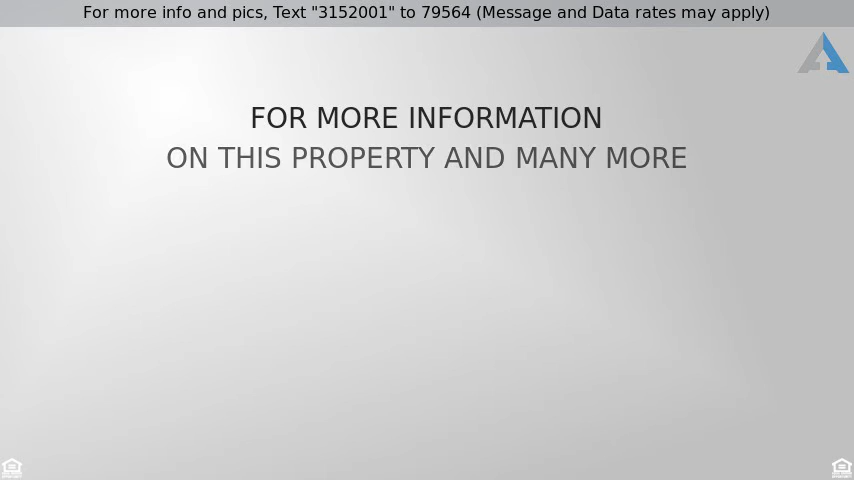 For more info and pics, Text "3152001" to 79564 (Message and Data rates may apply)
FOR MORE INFORMATION
ON THIS PROPERTY AND MANY MORE